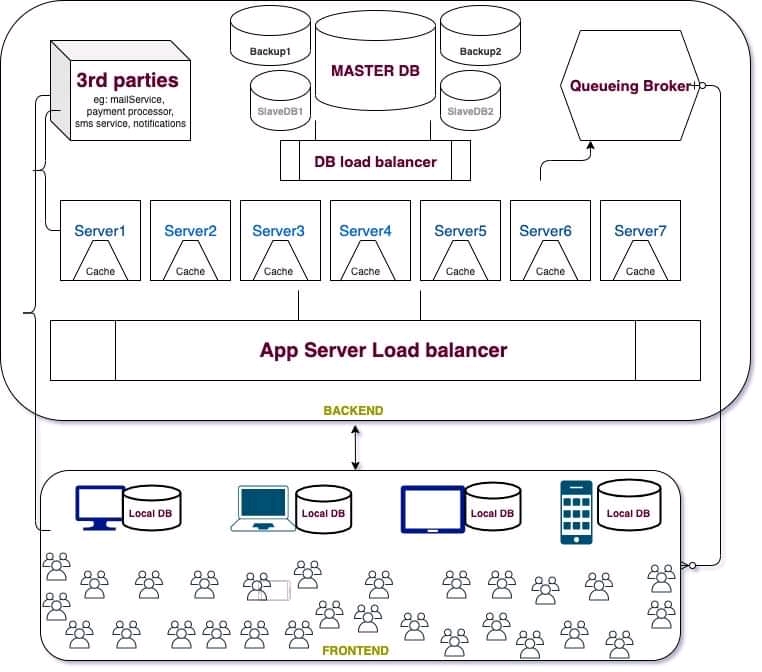 Backup1
MASTER DB
Backup2
SlaveDB1
SlaveDB2
3rd parties
eg: mailService,
payment processor,
sms service, notifications
Queueing Broker
DB load balancer
Server1
Server2
Server3
Server4
Server5
Server6
Server7
Cache
Cache
Cache
Cache
Cache
Cache
Cache
App Server Load balancer
BACKEND
Local DB
Local DB
Local DB
Local DB
FRONTEND